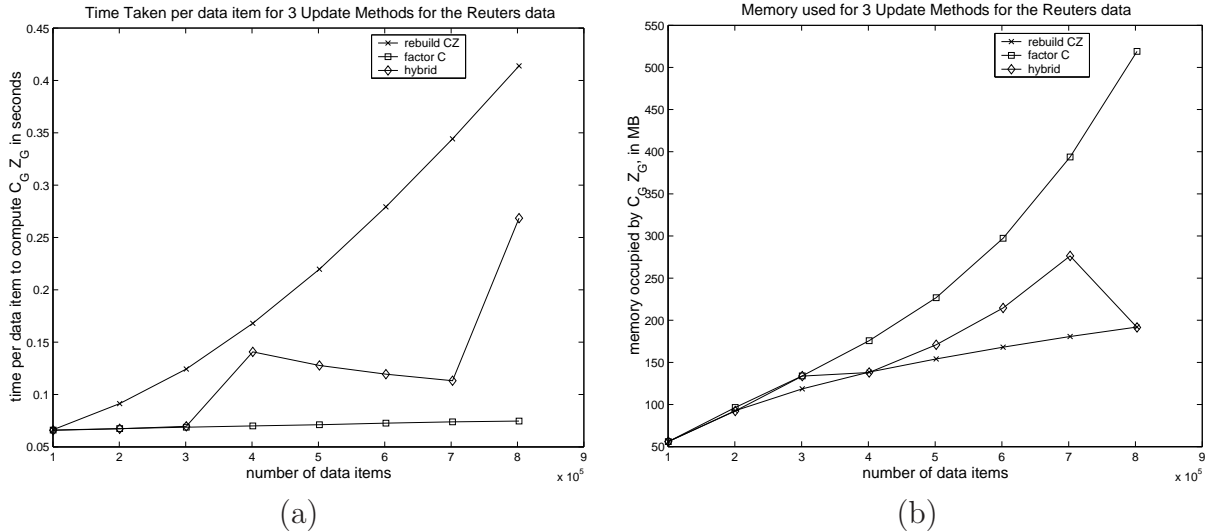 Time Taken per data item for 3 Update Methods for the Reuters data
0.45
0.4
0.35
0.3
0.25
0.2
0.15
0.1
0.05
time per data item to compute C_G Z_G in seconds
rebuild CZ
factor C
hybrid
1 2 3 4 5 6 7 8 9
x 10^5
number of data items
(a)
Memory used for 3 Update Methods for the Reuters data
550
500
450
400
350
300
250
200
150
100
50
memory occupied by C_G Z_G, in MB
rebuild CZ
factor C
hybrid
1 2 3 4 5 6 7 8 9
x 10^5
number of data items
(b)